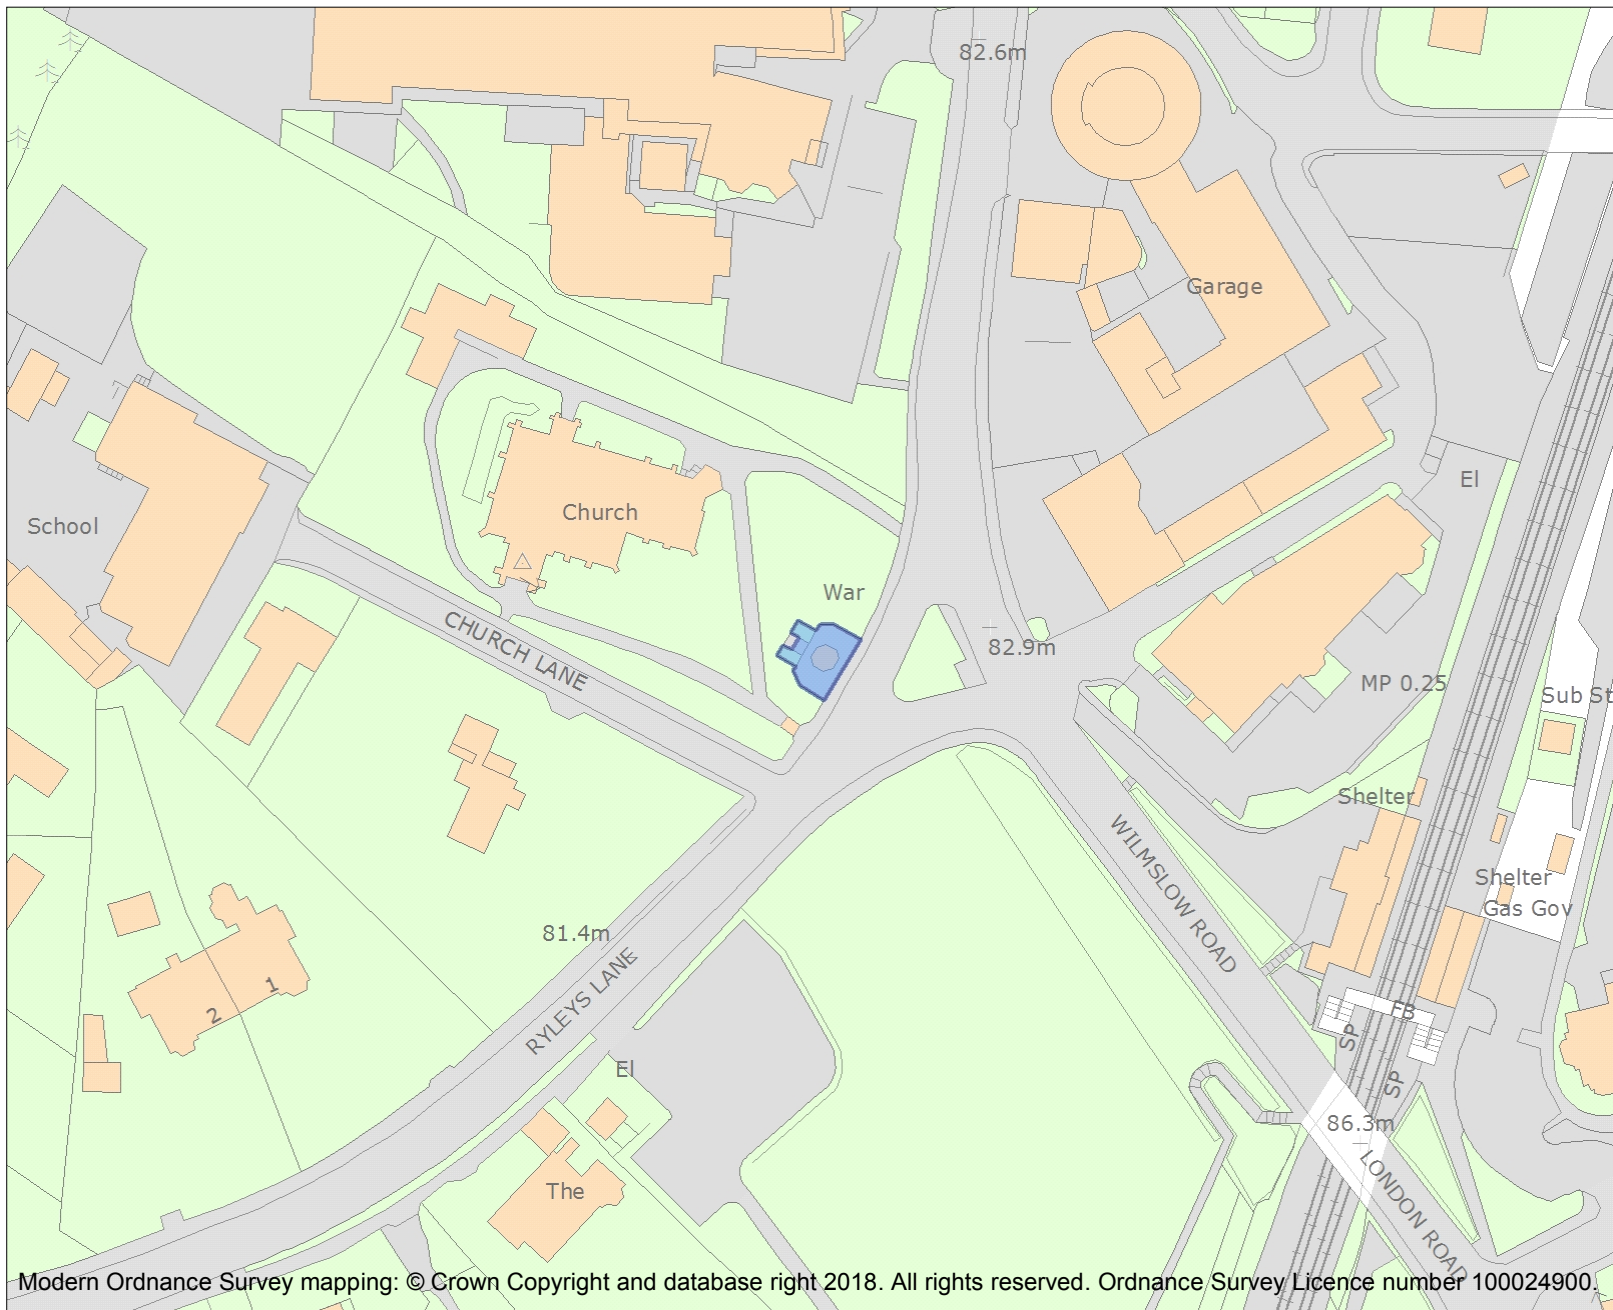 82.6m
Garage
El
Church
School
War
CHURCH LANE
82.9m
MP 0.25
Sub St
Shelter
WILMSLOW ROAD
Shelter
Gas Gov
81.4m
RYLEYS LANE
1
2
FB
SP
El
SP
86.3m
The
LONDON ROAD
Modern Ordnance Survey mapping: © Crown Copyright and database right 2018. All rights reserved. Ordnance Survey Licence number 100024900.